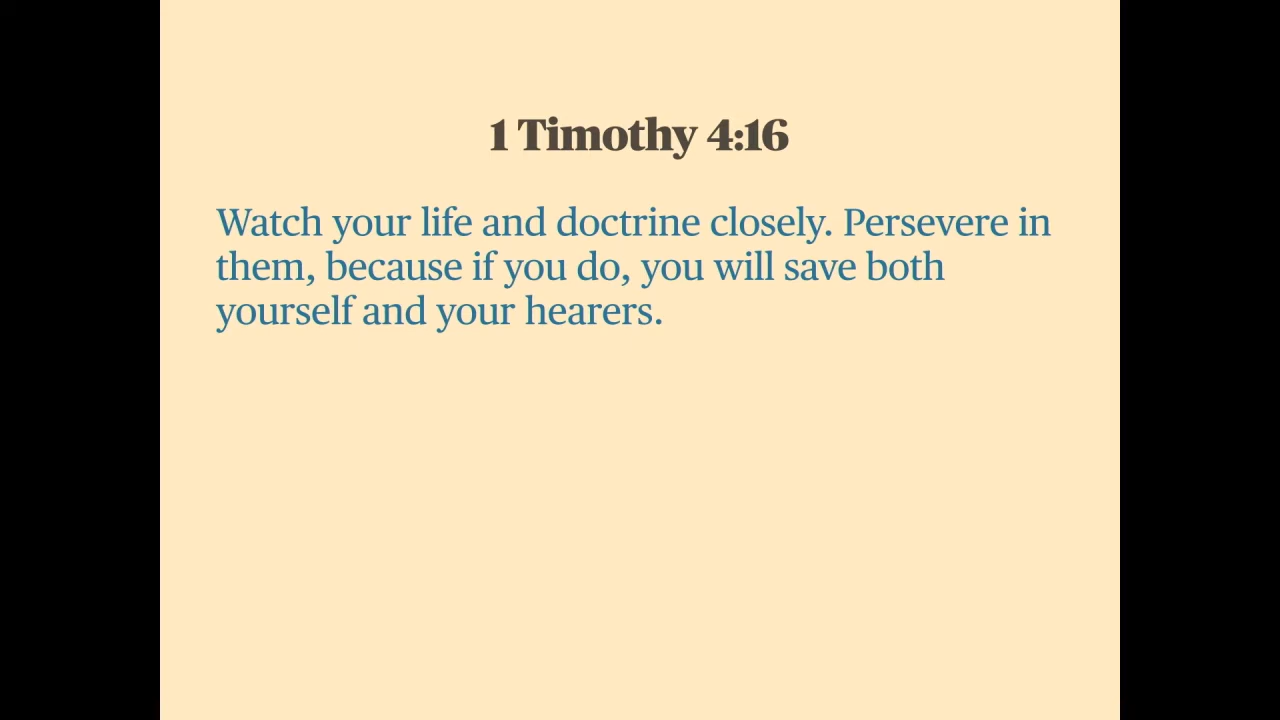 1 Timothy 4:16
Watch your life and doctrine closely. Persevere in
them, because if you do, you will save both
yourself and your hearers.